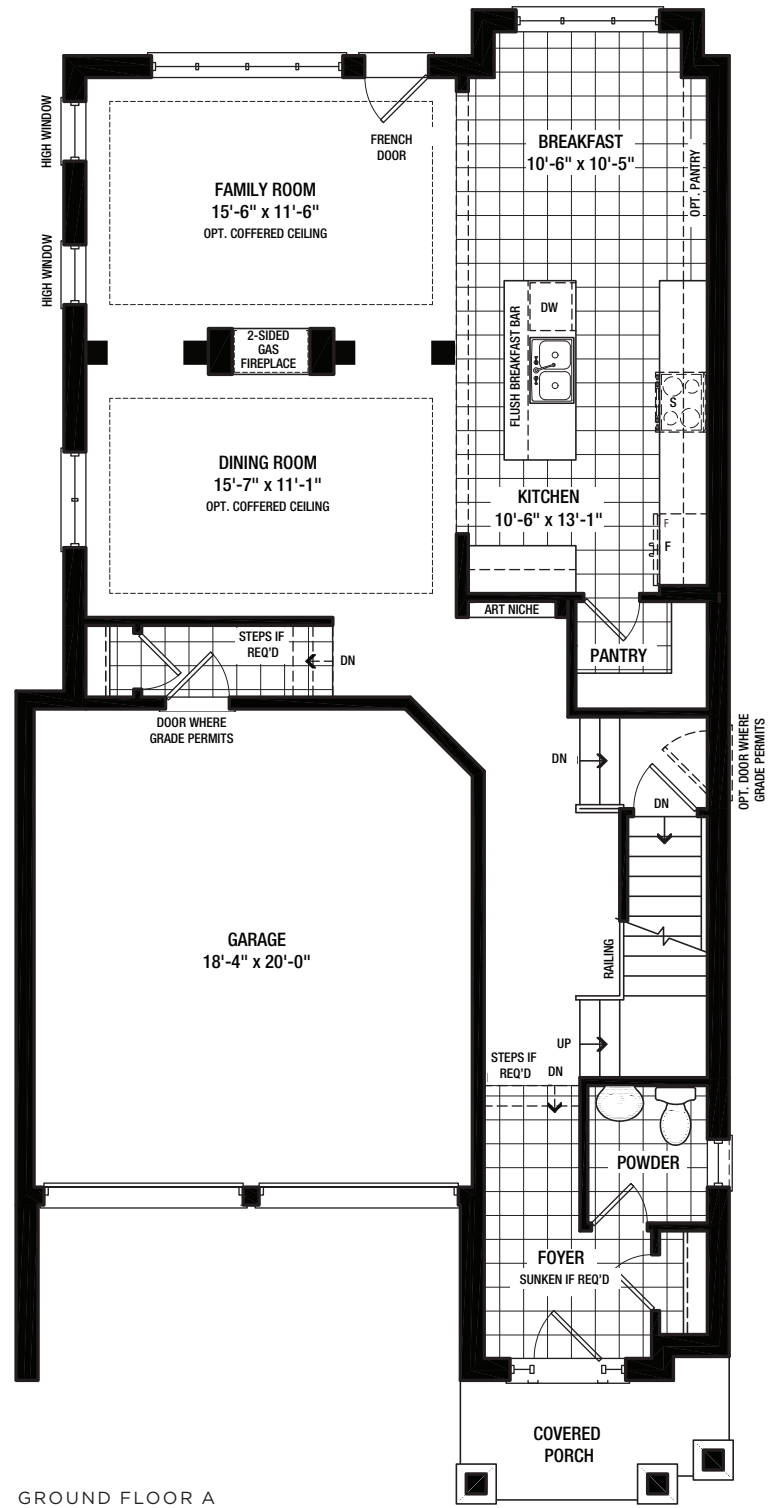 HIGH WINDOW
HIGH WINDOW
FRENCH
DOOR
FAMILY ROOM
15'-6" x 11'-6"
OPT. COFFERED CEILING
BREAKFAST
10'-6" x 10'-5"
OPT. PANTRY
2-SIDED
GAS
FIREPLACE
DW
FLUSH BREAKFAST BAR
S
DINING ROOM
15'-7" x 11'-1"
OPT. COFFERED CEILING
KITCHEN
10'-6" x 13'-1"
F
F
ART NICHE
PANTRY
STEPS IF
REQ'D
DN
DOOR WHERE
GRADE PERMITS
DN
DN
OPT. DOOR WHERE
GRADE PERMITS
GARAGE
18'-4" x 20'-0"
RAILING
UP
STEPS IF
REQ'D
DN
POWDER
FOYER
SUNKEN IF REQ'D
COVERED
PORCH
GROUND FLOOR A